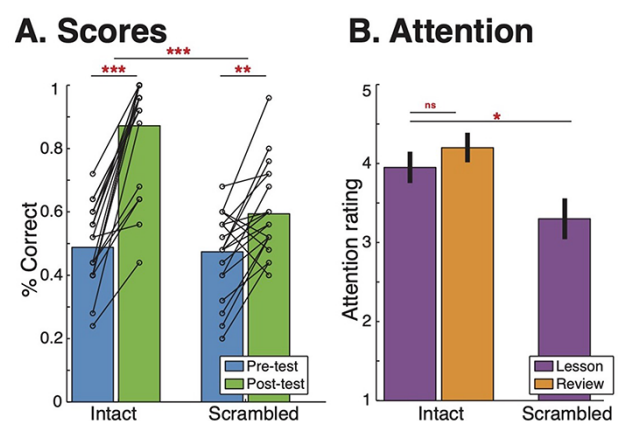 A. Scores
***
***
**
% Correct
1
0.8
0.6
0.4
0.2
0
Pre-test
Post-test
Intact
Scrambled
B. Attention
ns
*
Attention rating
5
4
3
2
1
Lesson
Review
Intact
Scrambled